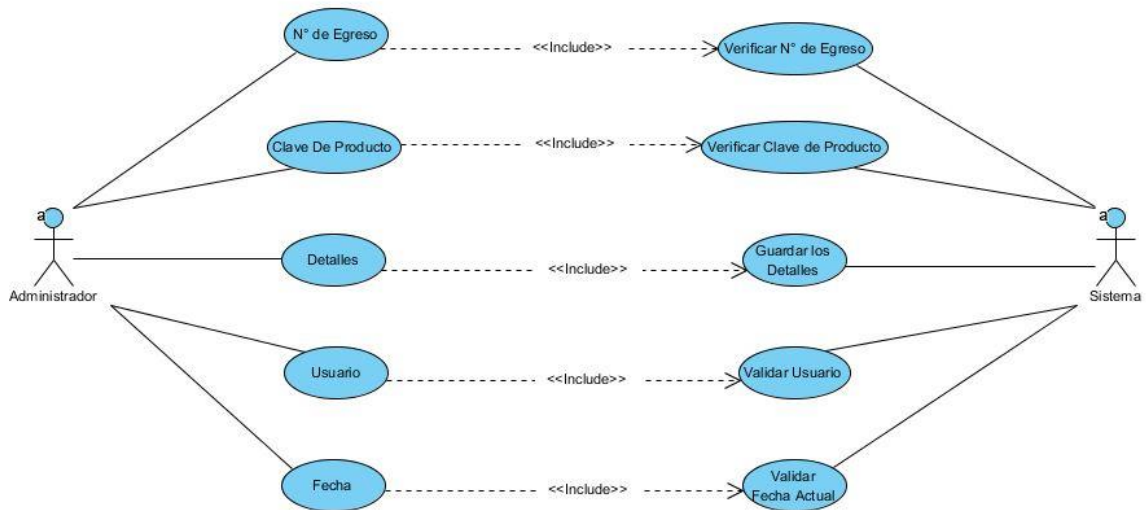 N° de Egreso
<<Include>>
Verificar N° de Egreso
Clave De Producto
<<Include>>
Verificar Clave de Producto
a
a
Detalles
<<Include>>
Guardar los
Detalles
Administrador
Sistema
Usuario
<<Include>>
Validar Usuario
Fecha
<<Include>>
Validar
Fecha Actual